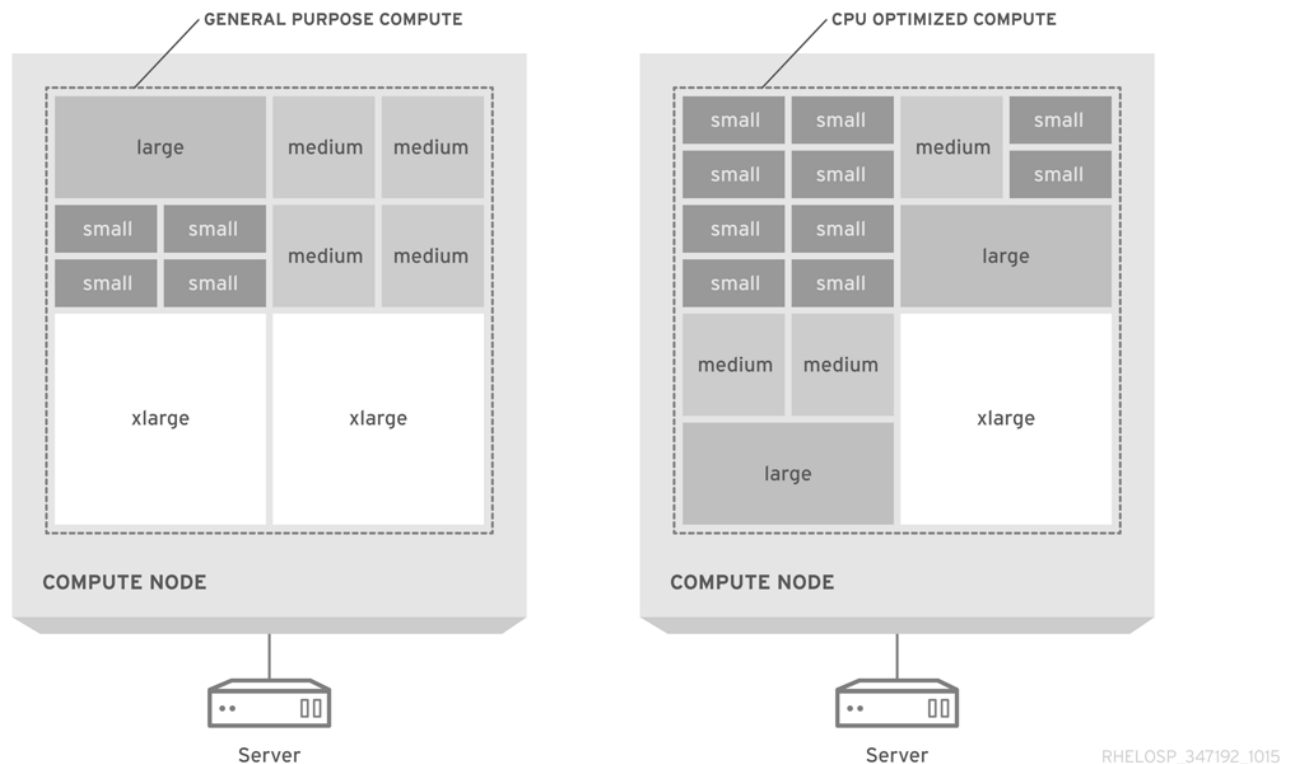 GENERAL PURPOSE COMPUTE
large
medium medium
small small
medium medium
small small
xlarge xlarge
COMPUTE NODE
Server
CPU OPTIMIZED COMPUTE
small small medium small
small small small
small small large
small small
medium medium
xlarge
large
COMPUTE NODE
Server
RHELOSP_347192_1015